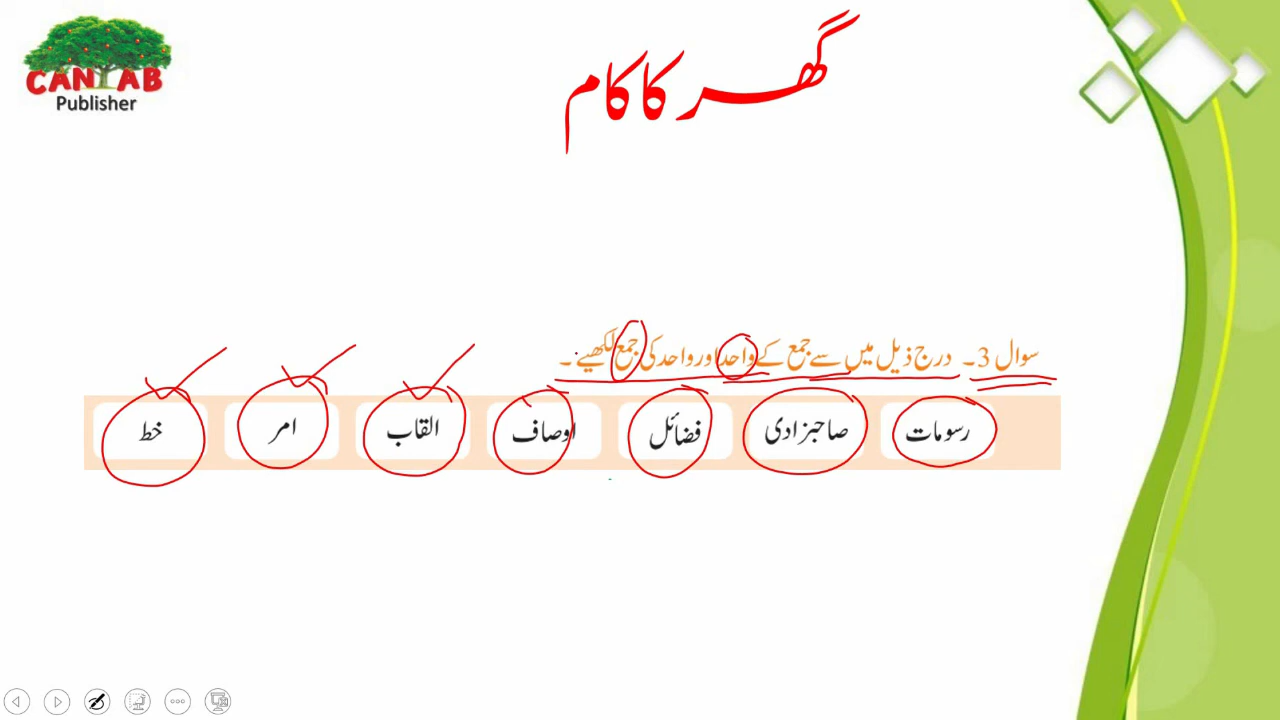 CANTAB
Publisher
گھر کا کام
سوال 3۔ درج ذیل میں سے جمع کے واحد اور واحد کی جمع لکھیے۔
رسومات صاحبزادی فضائل اوصاف القاب امر خط